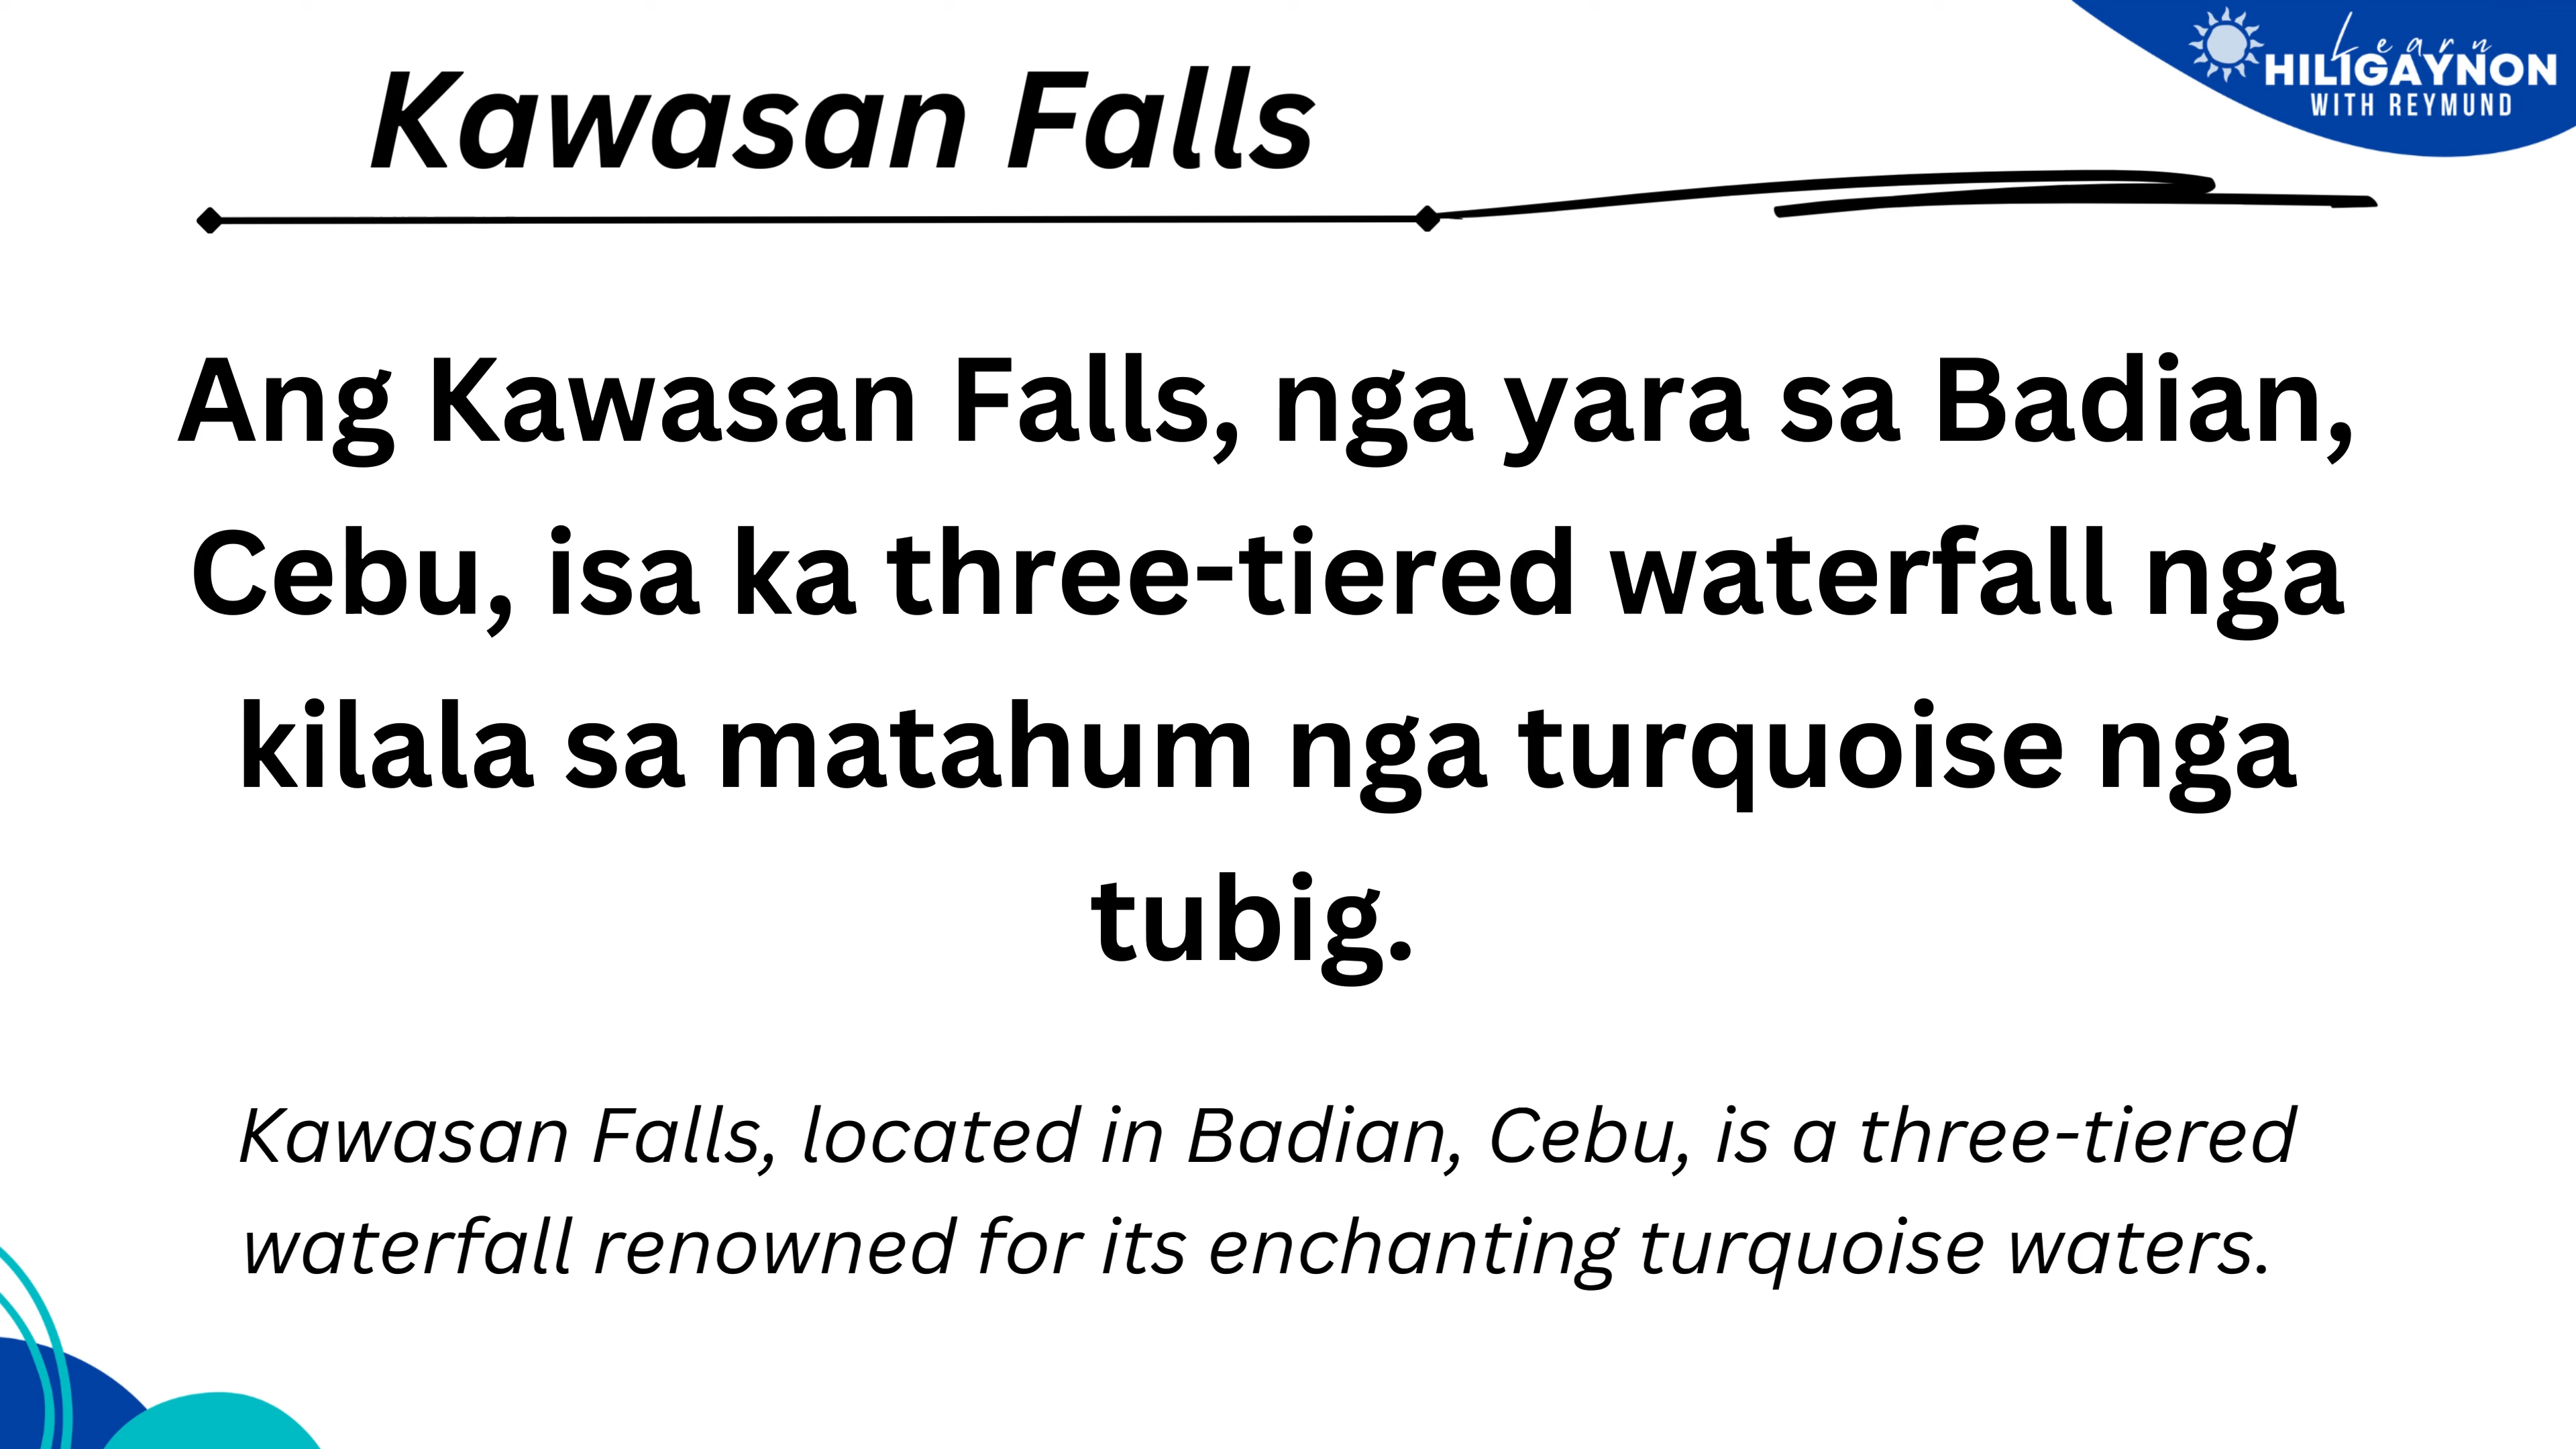 Learn
HILIGAYNON
WITH REYMUND
Kawasan Falls
Ang Kawasan Falls, nga yara sa Badian,
Cebu, isa ka three-tiered waterfall nga
kilala sa matahum nga turquoise nga
tubig.
Kawasan Falls, located in Badian, Cebu, is a three-tiered
waterfall renowned for its enchanting turquoise waters.